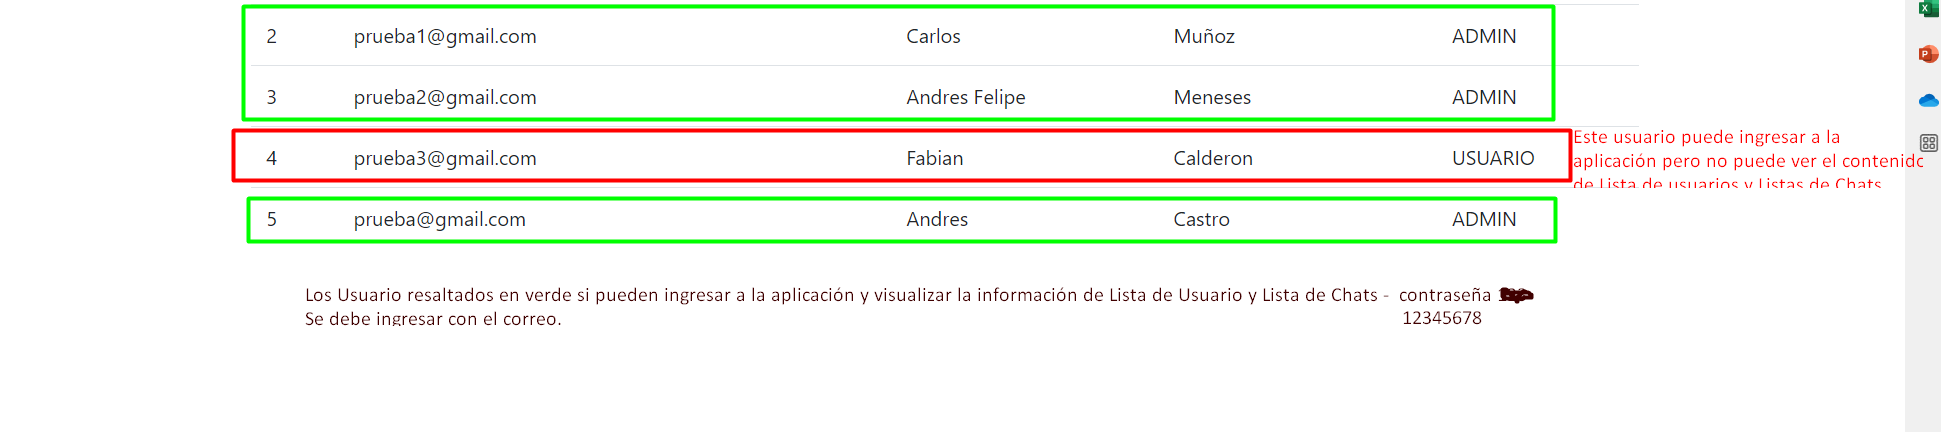 2 prueba1@gmail.com Carlos Muñoz ADMIN
3 prueba2@gmail.com Andres Felipe Meneses ADMIN
4 prueba3@gmail.com Fabian Calderon USUARIO
Este usuario puede ingresar a la
aplicación pero no puede ver el contenido
de Lista de usuarios y Listas de Chats
5 prueba@gmail.com Andres Castro ADMIN
Los Usuario resaltados en verde si pueden ingresar a la aplicación y visualizar la información de Lista de Usuario y Lista de Chats - contraseña
Se debe ingresar con el correo. 12345678